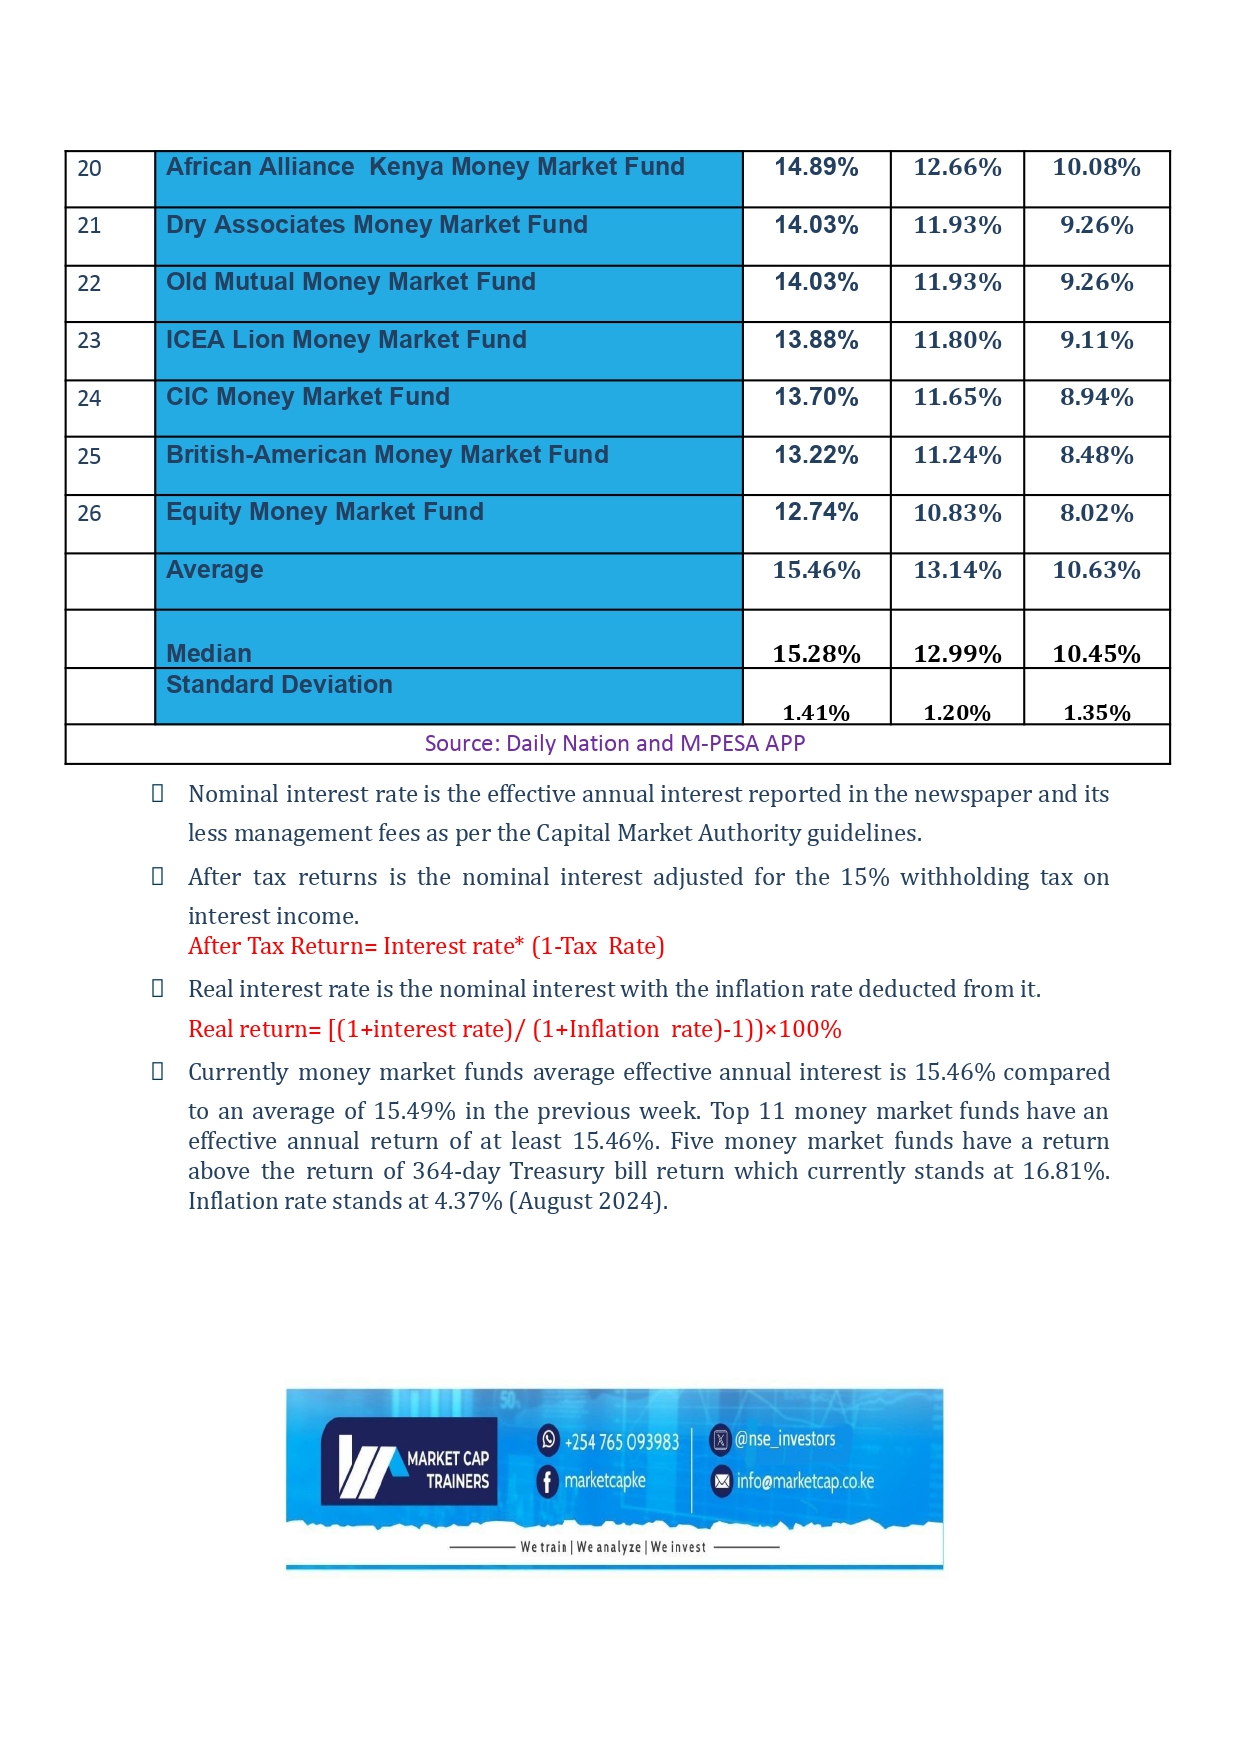 20 African Alliance  Kenya Money Market Fund 14.89% 12.66% 10.08%
21 Dry Associates Money Market Fund 14.03% 11.93% 9.26%
22 Old Mutual Money Market Fund 14.03% 11.93% 9.26%
23 ICEA Lion Money Market Fund 13.88% 11.80% 9.11%
24 CIC Money Market Fund 13.70% 11.65% 8.94%
25 British-American Money Market Fund 13.22% 11.24% 8.48%
26 Equity Money Market Fund 12.74% 10.83% 8.02%
Average 15.46% 13.14% 10.63%
Median 15.28% 12.99% 10.45%
Standard Deviation 1.41% 1.20% 1.35%
Source: Daily Nation and M-PESA APP
Nominal interest rate is the effective annual interest reported in the newspaper and its
less management fees as per the Capital Market Authority guidelines.
After tax returns is the nominal interest adjusted for the 15% withholding tax on
interest income.
After Tax Return= Interest rate* (1-Tax  Rate)
Real interest rate is the nominal interest with the inflation rate deducted from it.
Real return= [(1+interest rate)/ (1+Inflation  rate)-1))×100%
Currently money market funds average effective annual interest is 15.46% compared
to an average of 15.49% in the previous week. Top 11 money market funds have an
effective annual return of at least 15.46%. Five money market funds have a return
above the return of 364-day Treasury bill return which currently stands at 16.81%.
Inflation rate stands at 4.37% (August 2024).
50%
MARKET CAP
TRAINERS
+254 765 093983
marketcapke
@nse_investors
info@marketcap.co.ke
We train | We analyze | We invest